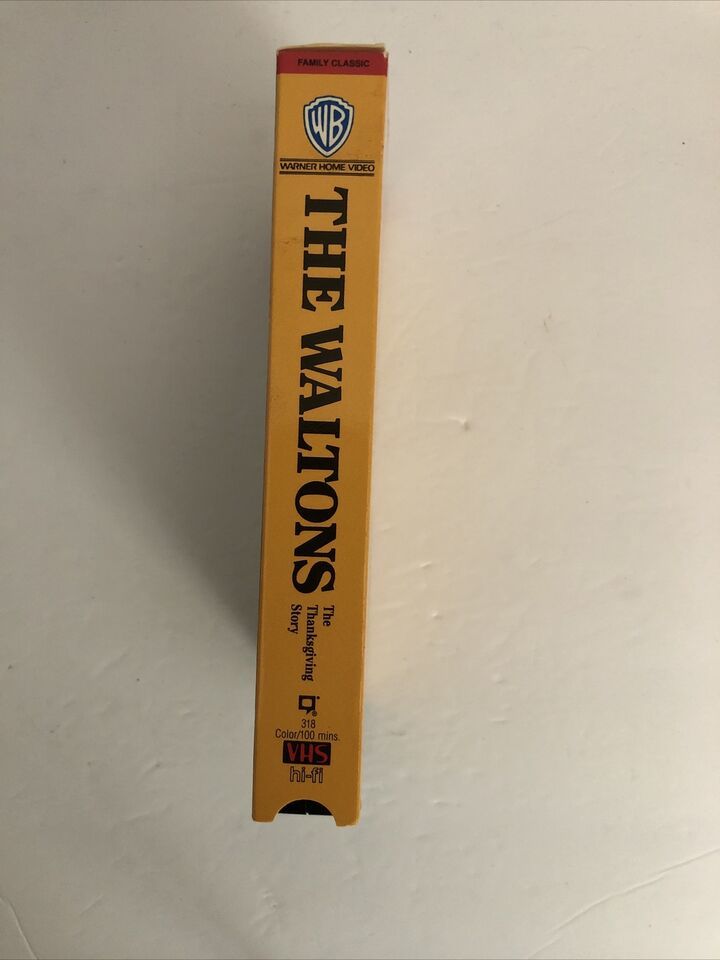 FAMILY CLASSIC
WB
WARNER HOME VIDEO
THE WALTONS
The
Thanksgiving
Story
®
318
Color/100 mins.
VHS
hi-fi